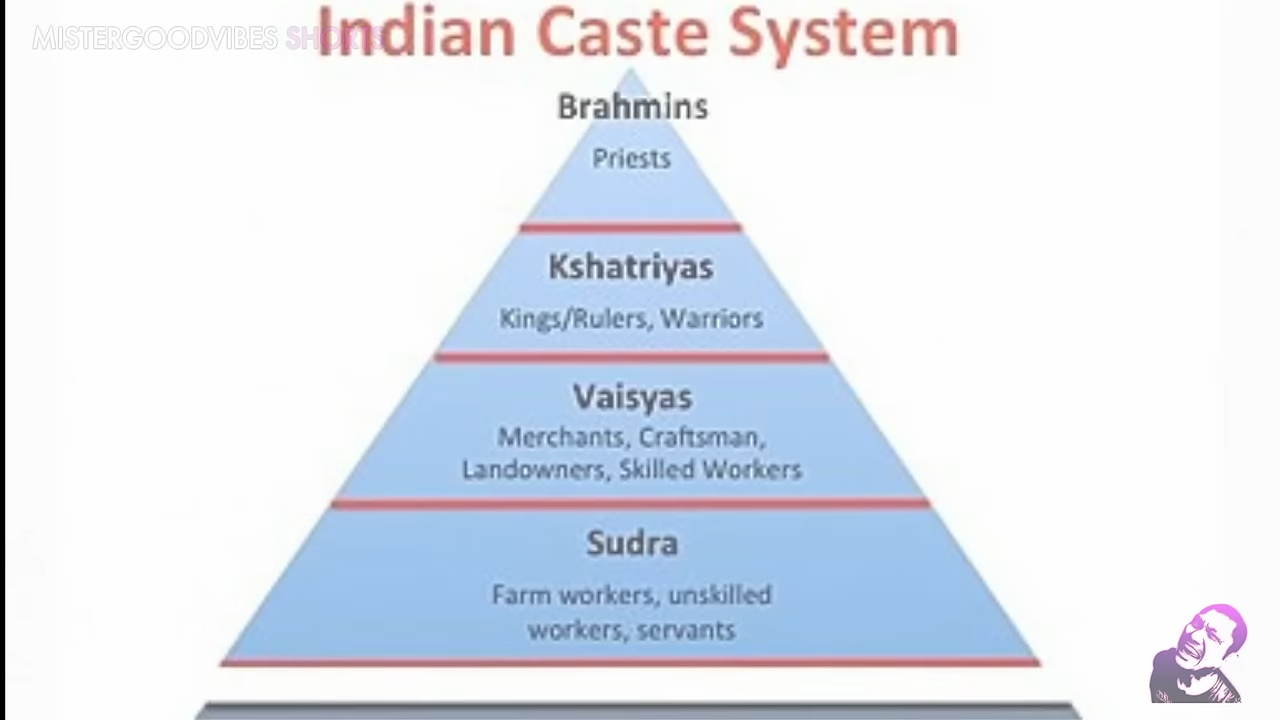 MISTERGOODVIBES SHORTS
Indian Caste System
Brahmins
Priests
Kshatriyas
Kings/Rulers, Warriors
Vaisyas
Merchants, Craftsman,
Landowners, Skilled Workers
Sudra
Farm workers, unskilled
workers, servants